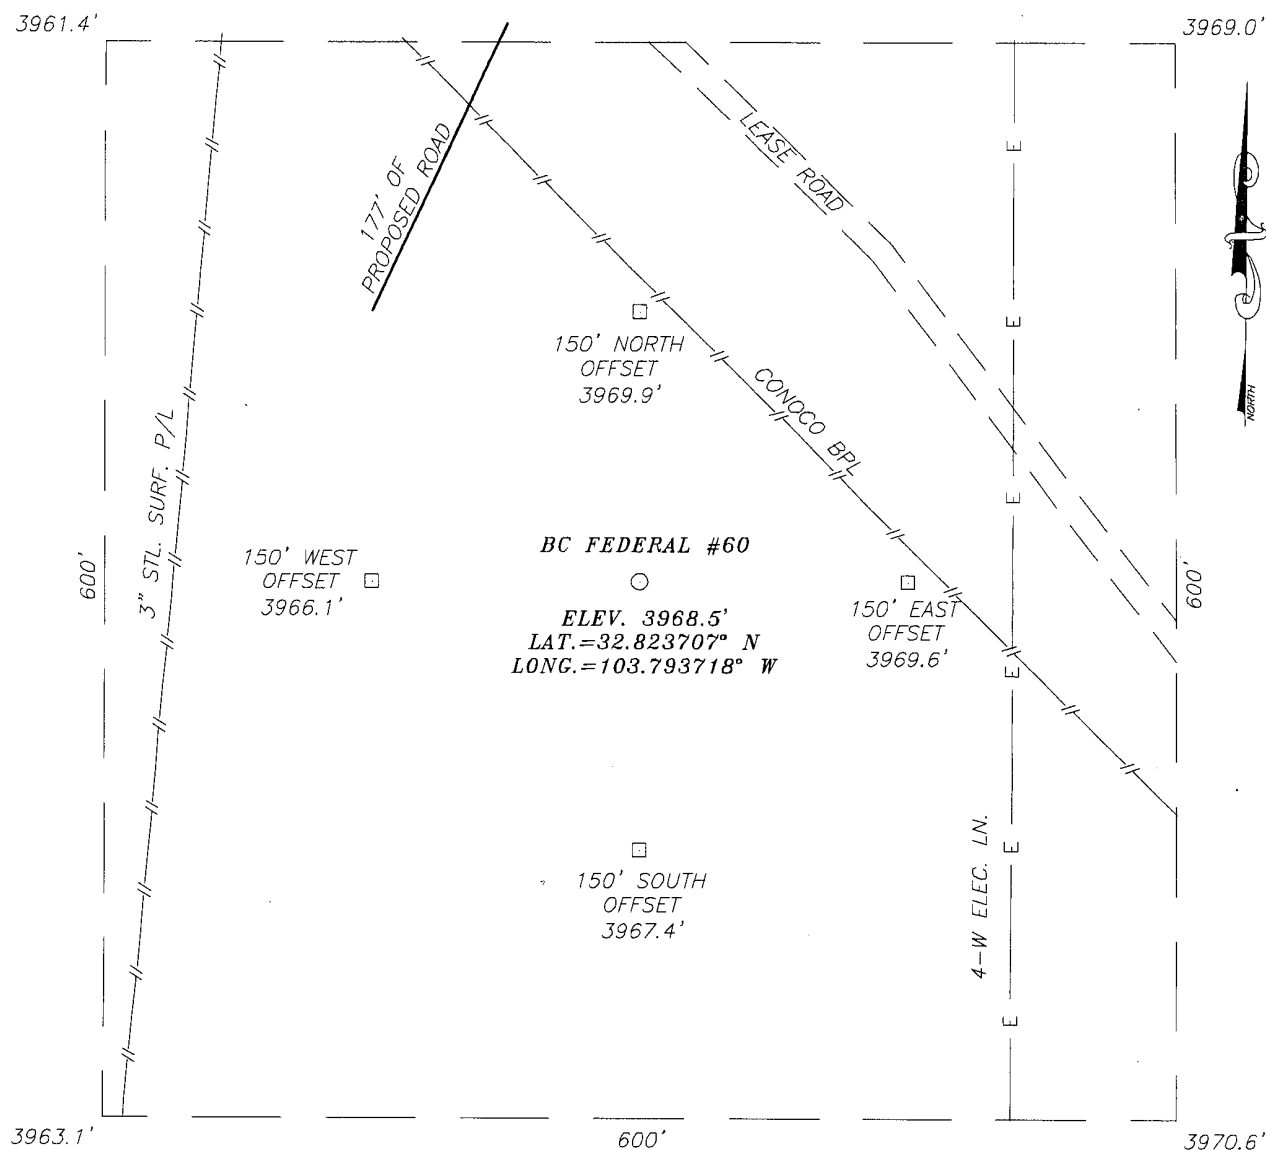 3961.4'
3969.0'
177' OF
PROPOSED ROAD
LEASE ROAD
NORTH
150' NORTH
OFFSET
3969.9'
CONOCO BPL
3" STL. SURF. P/L
600'
150' WEST
OFFSET
3966.1'
BC FEDERAL #60
ELEV. 3968.5'
LAT.=32.823707° N
LONG.=103.793718° W
150' EAST
OFFSET
3969.6'
600'
E
E
E
E
E
E
150' SOUTH
OFFSET
3967.4'
4-W ELEC. LN.
3963.1'
600'
3970.6'